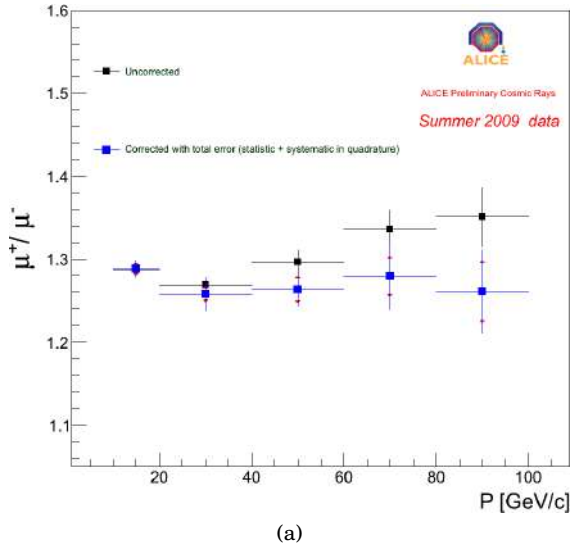 1.6
1.5
1.4
1.3
1.2
1.1
μ⁺/ μ⁻
ALICE
ALICE Preliminary Cosmic Rays
Summer 2009 data
Uncorrected
Corrected with total error (statistic + systematic in quadrature)
20 40 60 80 100
P [GeV/c]
(a)